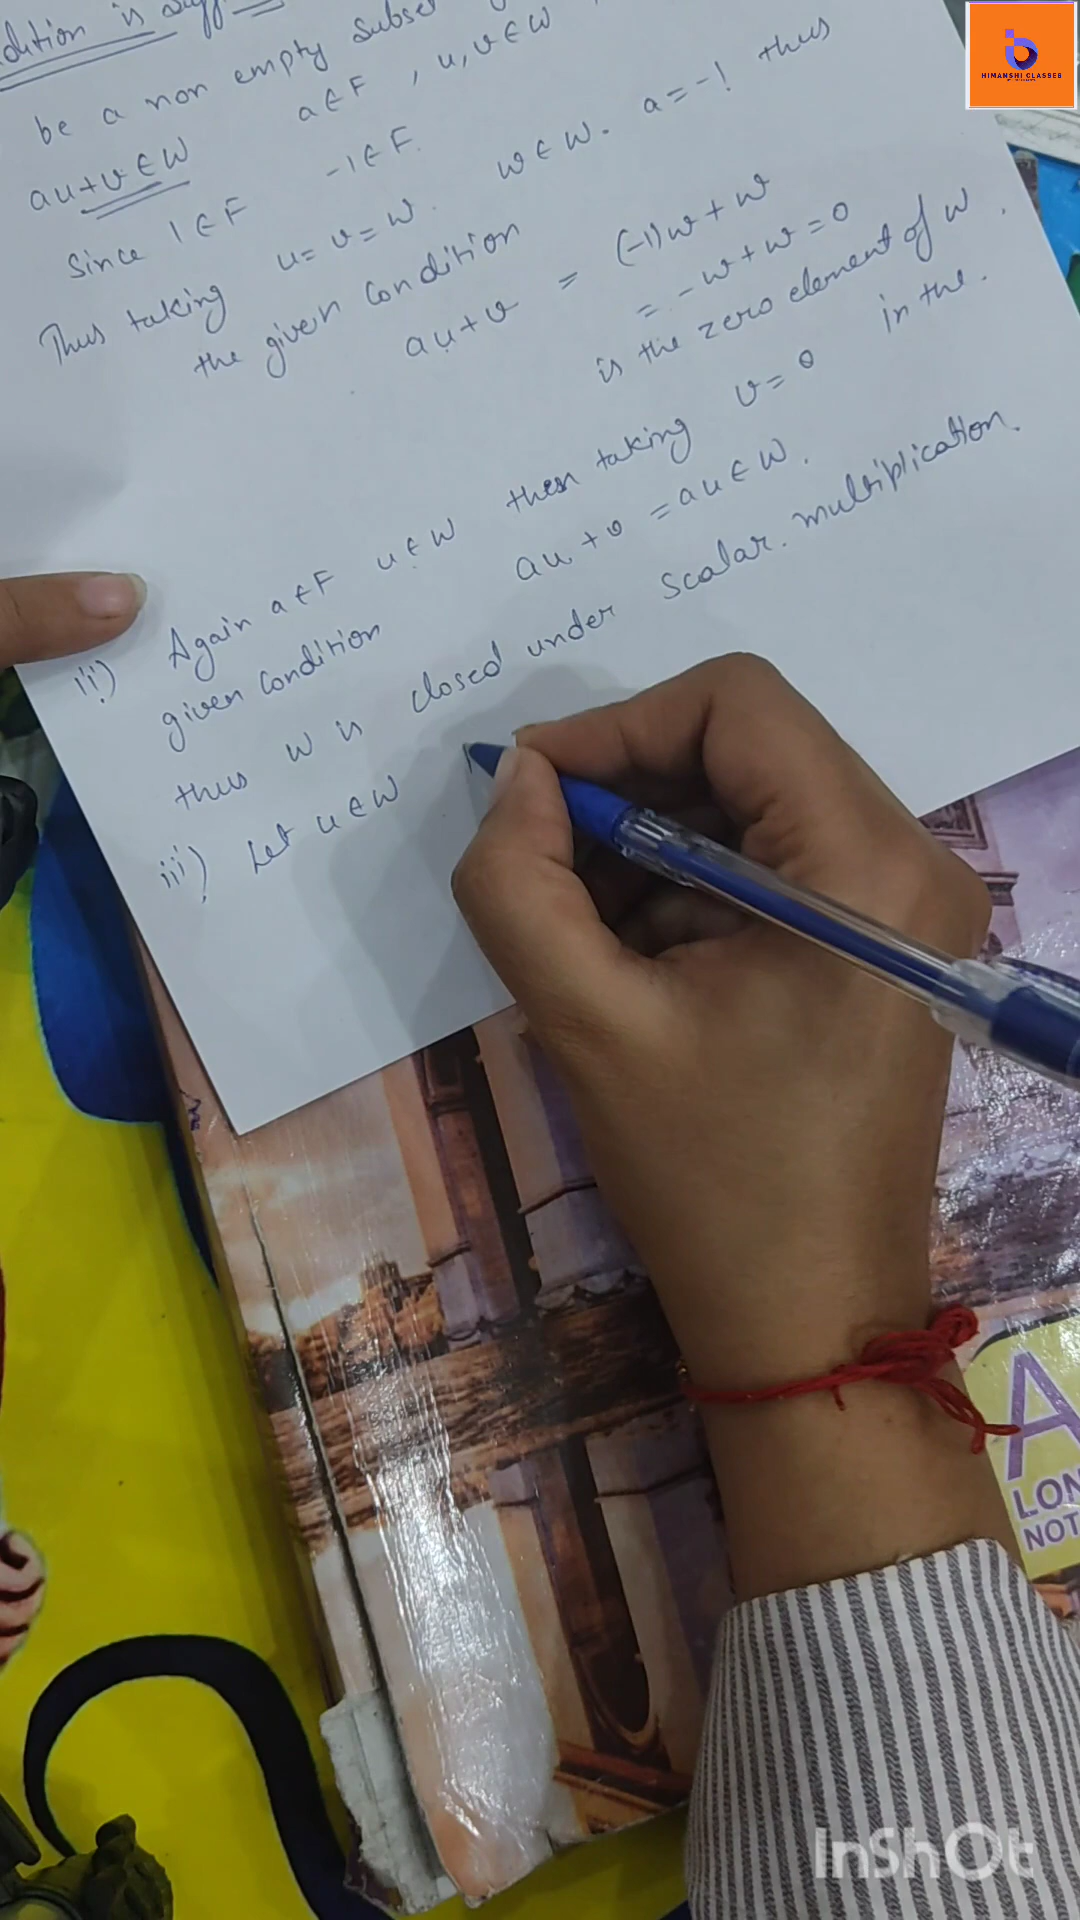 condition is
be a non empty subset
au+v∈W a∈F , u,v∈W
Since 1∈F -1∈F.
Thus taking u=v=w. w∈W. a=-1 thus
the given condition
au+v = (-1)w+w
= -w+w=0
is the zero element of W.
ii) Again a∈F u∈W then taking v=0 in the.
given condition au+0 =au∈W.
thus W is closed under scalar multiplication.
iii) Let u∈W
HIMANSHI CLASSES
A
LON
NOT
InShOt